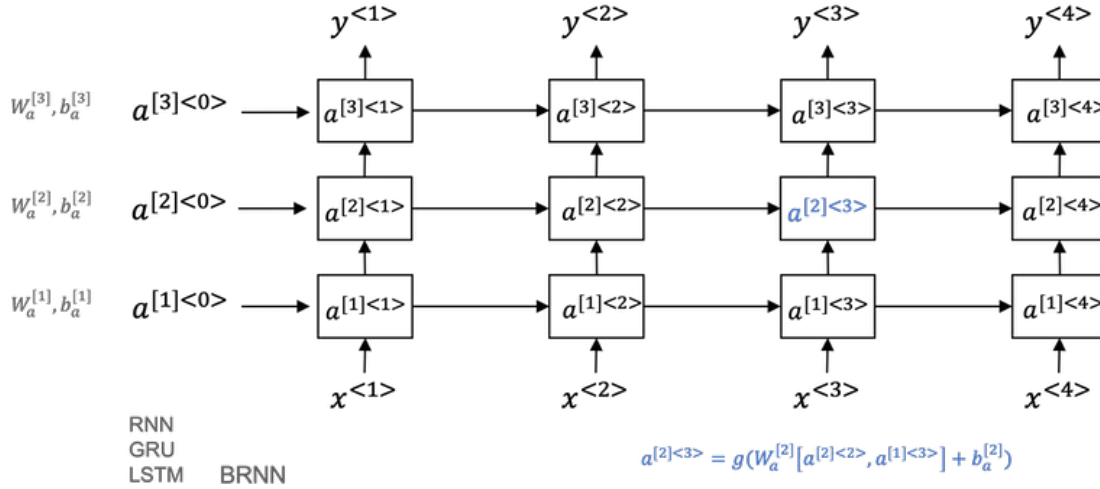 y<1> y<2> y<3> y<4>
W_a^[3], b_a^[3] a^[3]<0> a^[3]<1> a^[3]<2> a^[3]<3> a^[3]<4>
W_a^[2], b_a^[2] a^[2]<0> a^[2]<1> a^[2]<2> a^[2]<3> a^[2]<4>
W_a^[1], b_a^[1] a^[1]<0> a^[1]<1> a^[1]<2> a^[1]<3> a^[1]<4>
x<1> x<2> x<3> x<4>
RNN
GRU
LSTM BRNN
a^[2]<3> = g(W_a^[2][a^[2]<2>, a^[1]<3>] + b_a^[2])